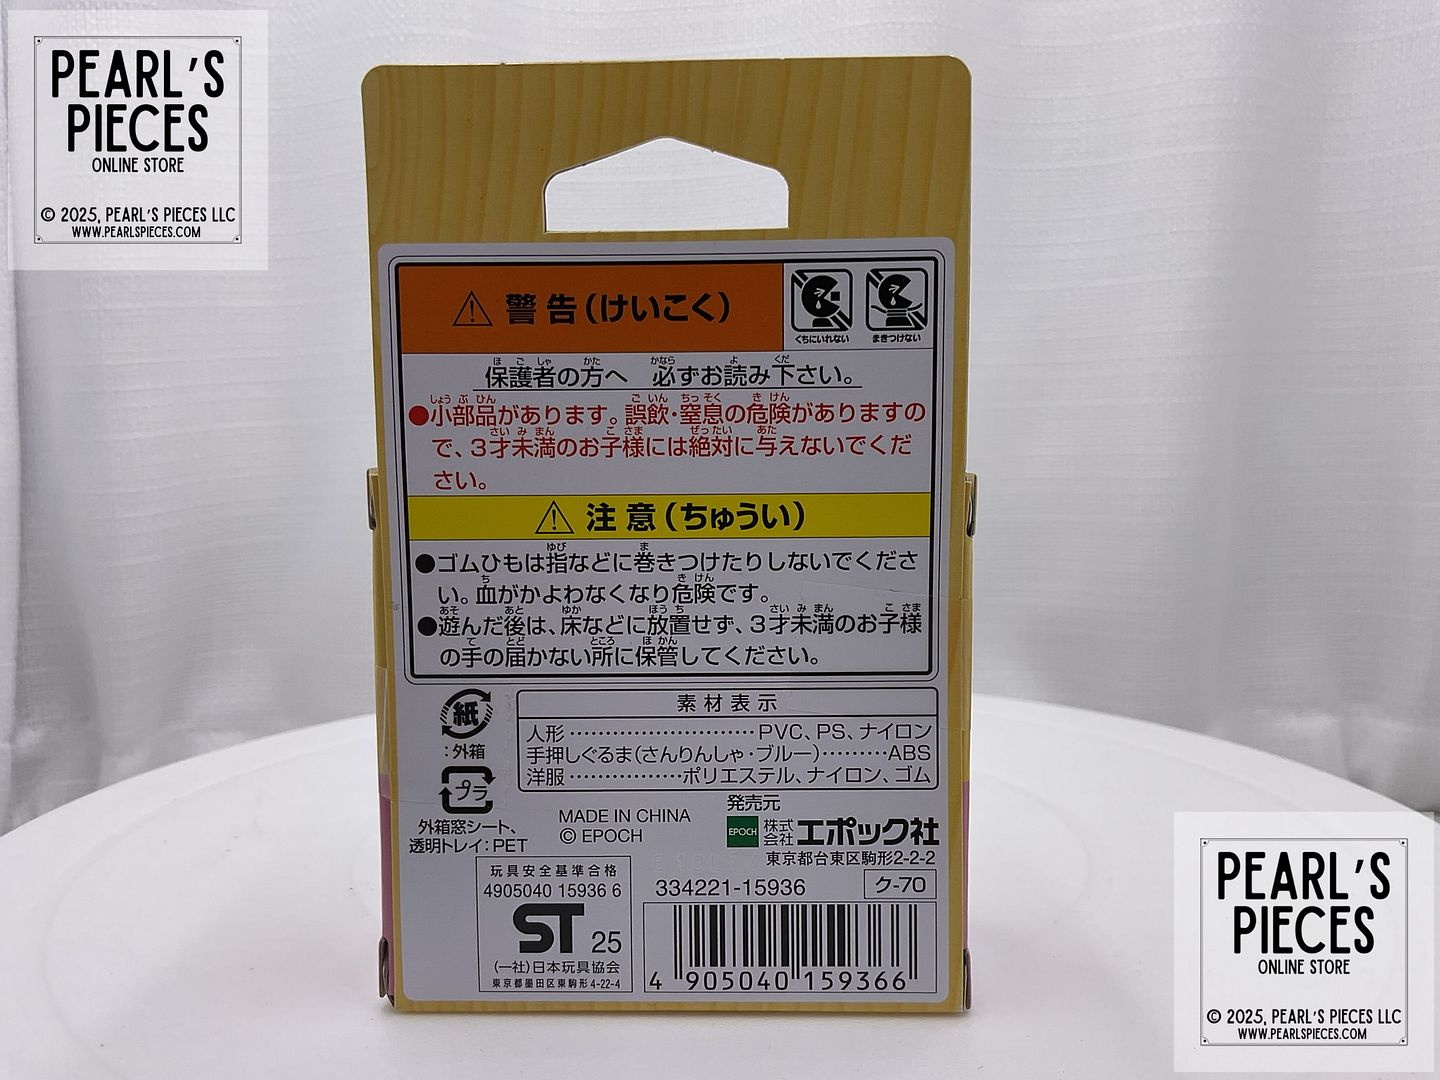 PEARL'S
PIECES
ONLINE STORE
© 2025, PEARL'S PIECES LLC
WWW.PEARLSPIECES.COM
⚠ 警告(けいこく)
くちにいれない
まきつけない
保護者の方へ 必ずお読み下さい。
●小部品があります。誤飲・窒息の危険がありますの
で、3才未満のお子様には絶対に与えないでくだ
さい。
⚠ 注意(ちゅうい)
●ゴムひもは指などに巻きつけたりしないでくださ
い。血がかよわなくなり危険です。
●遊んだ後は、床などに放置せず、3才未満のお子様
の手の届かない所に保管してください。
紙
:外箱
プラ
外箱窓シート、
透明トレイ:PET
素材表示
人形…………………………PVC、PS、ナイロン
手押しぐるま(さんりんしゃ・ブルー)………ABS
洋服………………ポリエステル、ナイロン、ゴム
MADE IN CHINA
© EPOCH
発売元
EPOCH 株式会社 エポック社
東京都台東区駒形2-2-2
玩具安全基準合格
4905040 15936 6
ST 25
(一社)日本玩具協会
東京都墨田区東駒形4-22-4
334221-15936
ク-70
4 905040 159366
PEARL'S
PIECES
ONLINE STORE
© 2025, PEARL'S PIECES LLC
WWW.PEARLSPIECES.COM